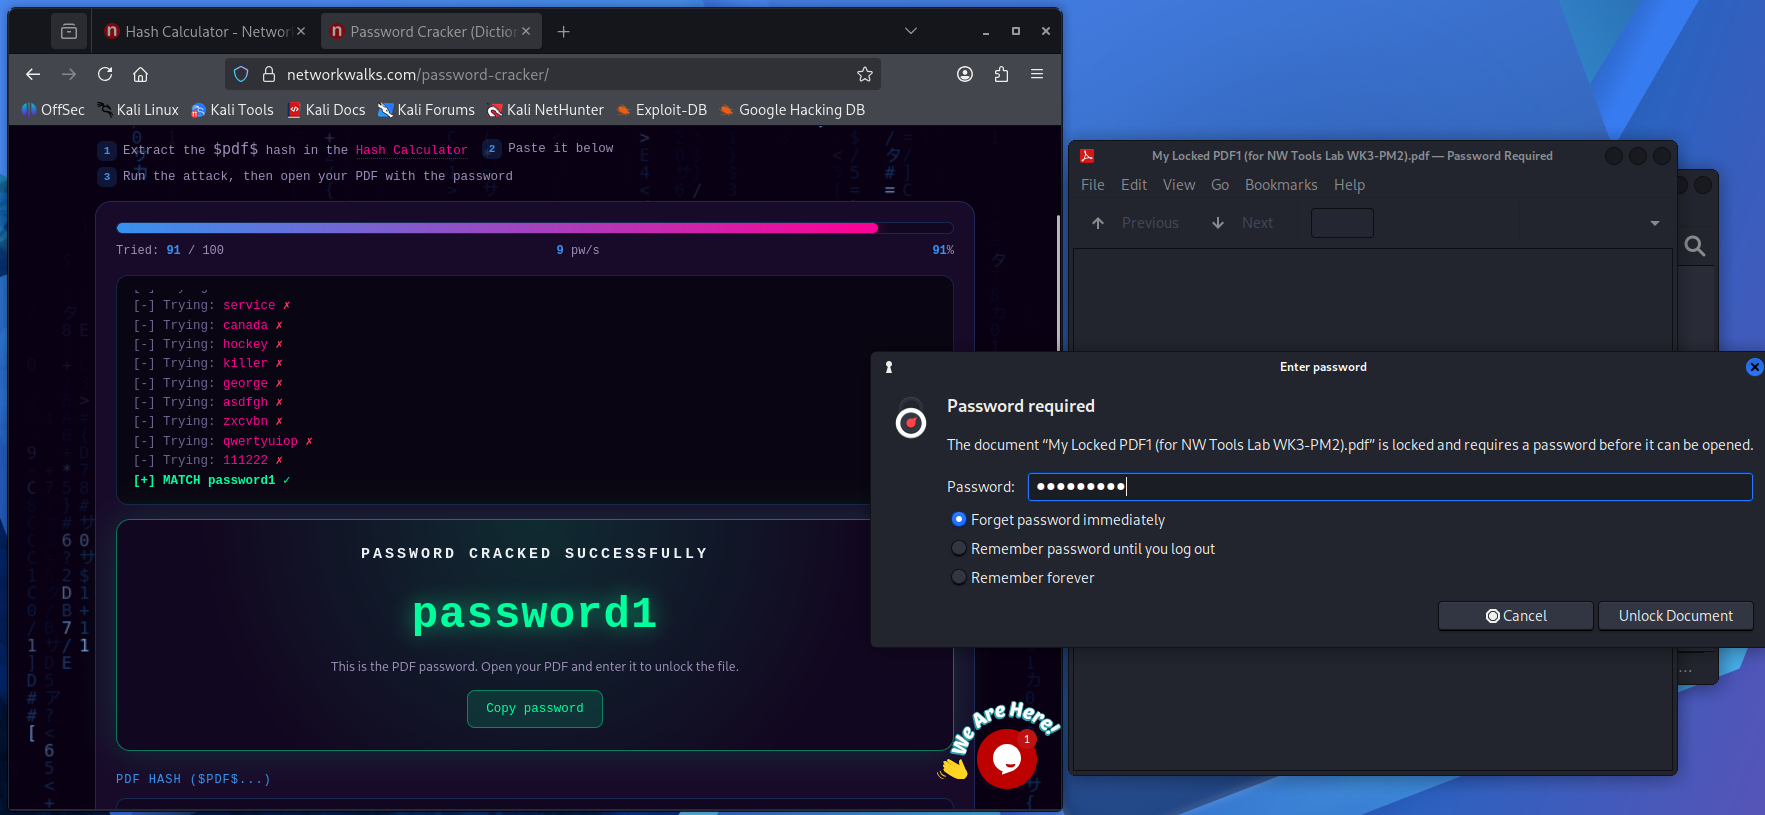 Hash Calculator - Networ
Password Cracker (Dictior
networkwalks.com/password-cracker/
OffSec Kali Linux Kali Tools Kali Docs Kali Forums Kali NetHunter Exploit-DB Google Hacking DB
1 Extract the $pdf$ hash in the Hash Calculator 2 Paste it below
3 Run the attack, then open your PDF with the password
Tried: 91 / 100 9 pw/s 91%
[-] Trying: service ✗
[-] Trying: canada ✗
[-] Trying: hockey ✗
[-] Trying: killer ✗
[-] Trying: george ✗
[-] Trying: asdfgh ✗
[-] Trying: zxcvbn ✗
[-] Trying: qwertyuiop ✗
[-] Trying: 111222 ✗
[+] MATCH password1 ✓
PASSWORD CRACKED SUCCESSFULLY
password1
This is the PDF password. Open your PDF and enter it to unlock the file.
Copy password
PDF HASH ($PDF$...)
We Are Here!
1
My Locked PDF1 (for NW Tools Lab WK3-PM2).pdf — Password Required
File Edit View Go Bookmarks Help
Previous Next
Enter password
Password required
The document “My Locked PDF1 (for NW Tools Lab WK3-PM2).pdf” is locked and requires a password before it can be opened.
Password: ●●●●●●●●●
Forget password immediately
Remember password until you log out
Remember forever
Cancel Unlock Document